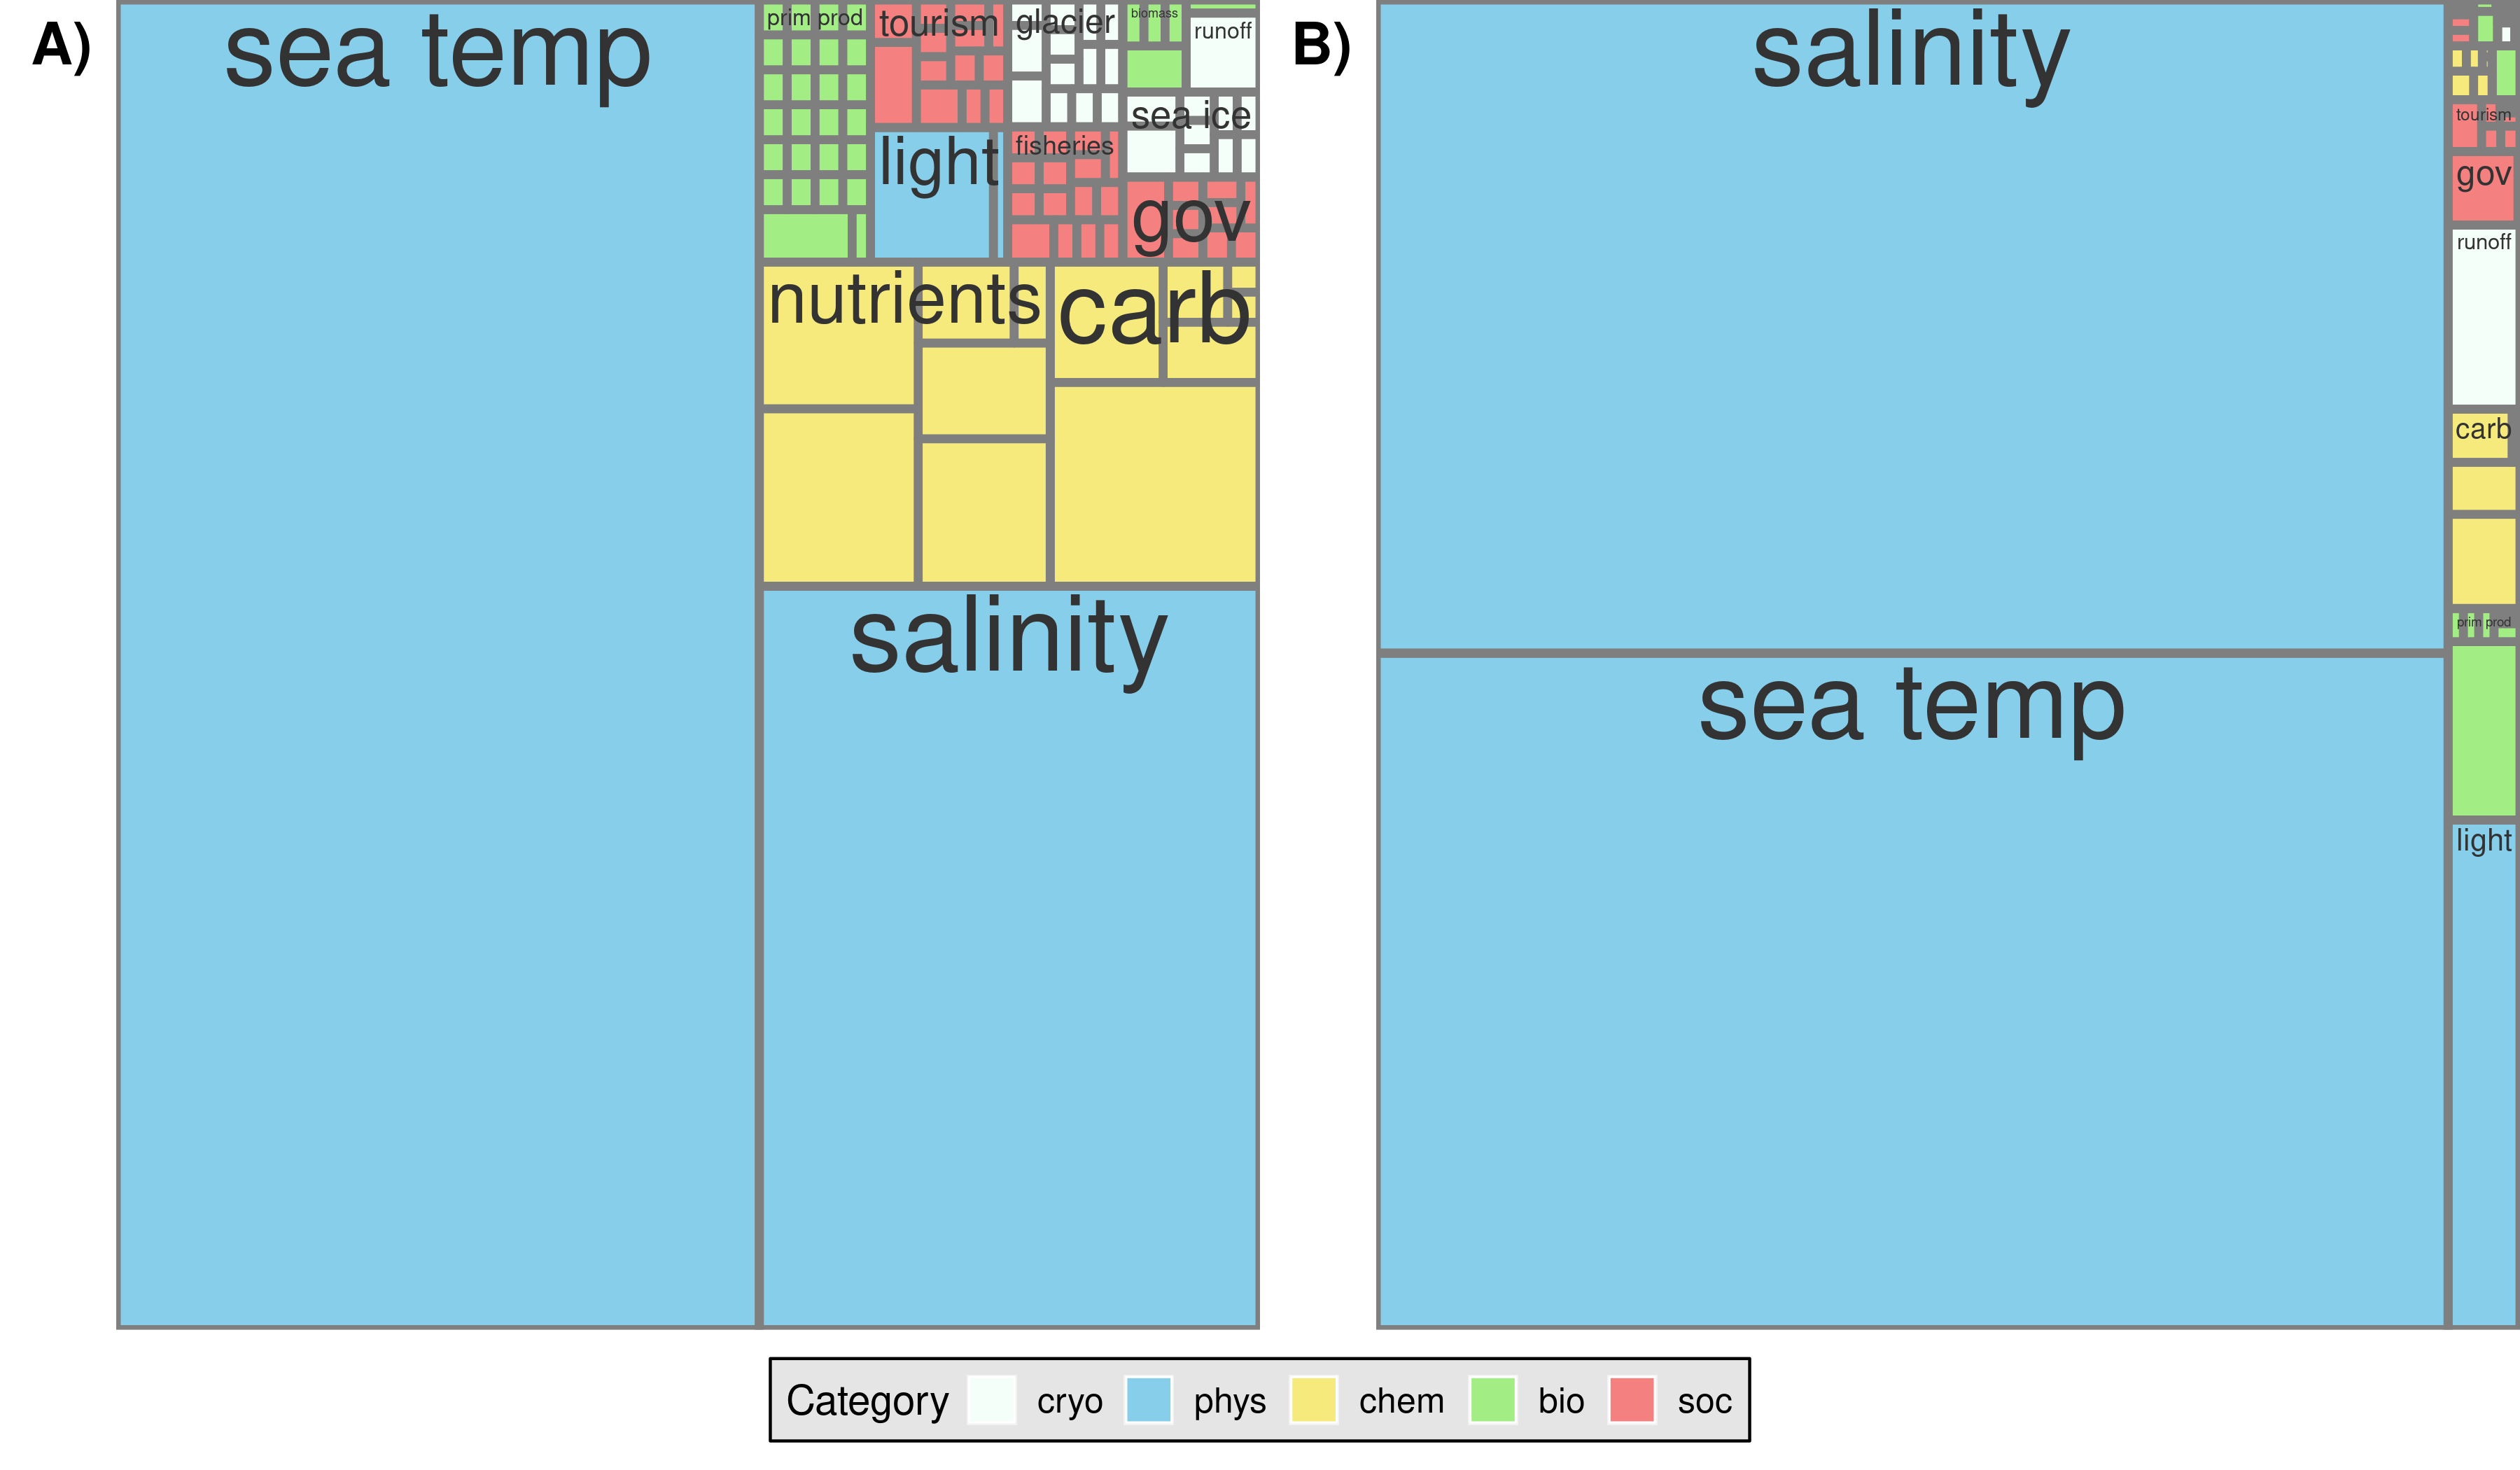 A)
sea temp
prim prod
tourism
glacier
biomass
runoff
sea ice
light
fisheries
gov
nutrients
carb
salinity
B)
salinity
tourism
gov
runoff
carb
prim prod
sea temp
light
Category cryo phys chem bio soc